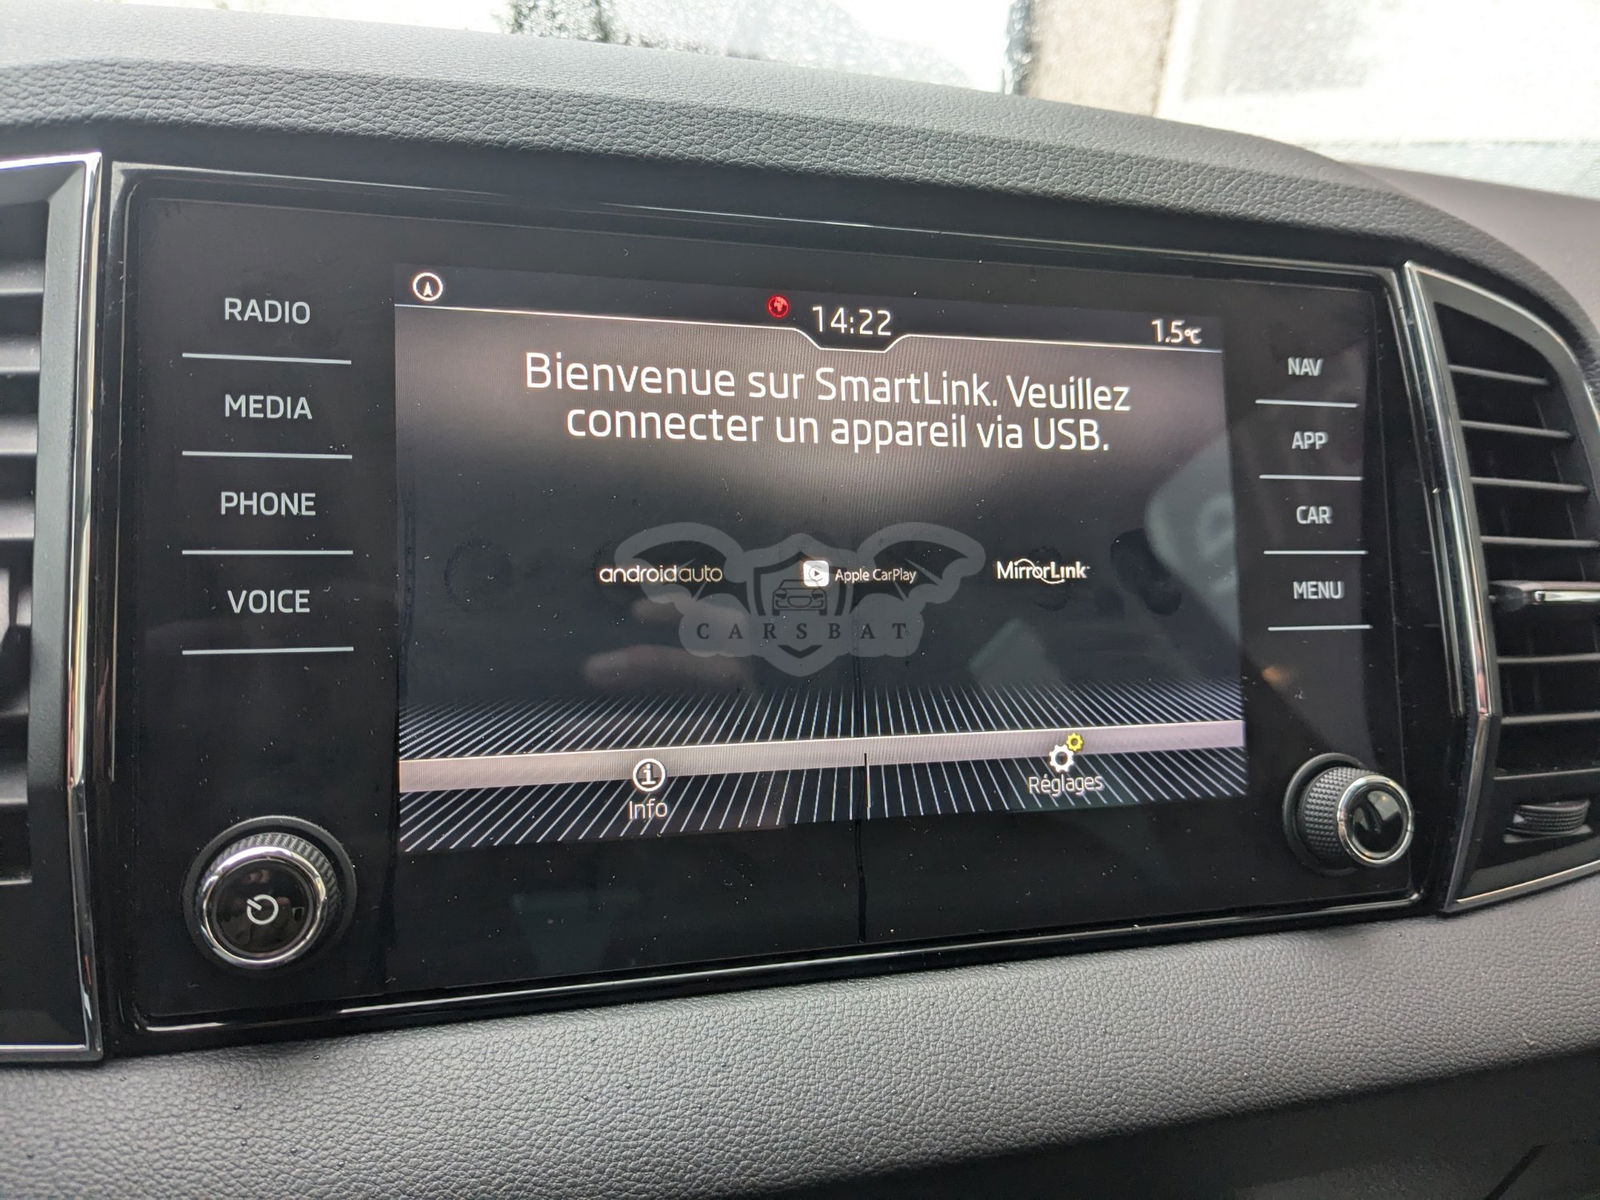 14:22
1.5°C
RADIO
MEDIA
PHONE
VOICE
Bienvenue sur SmartLink. Veuillez
connecter un appareil via USB.
androidauto
Apple CarPlay
MirrorLink
CARSBAT
Info
Réglages
NAV
APP
CAR
MENU